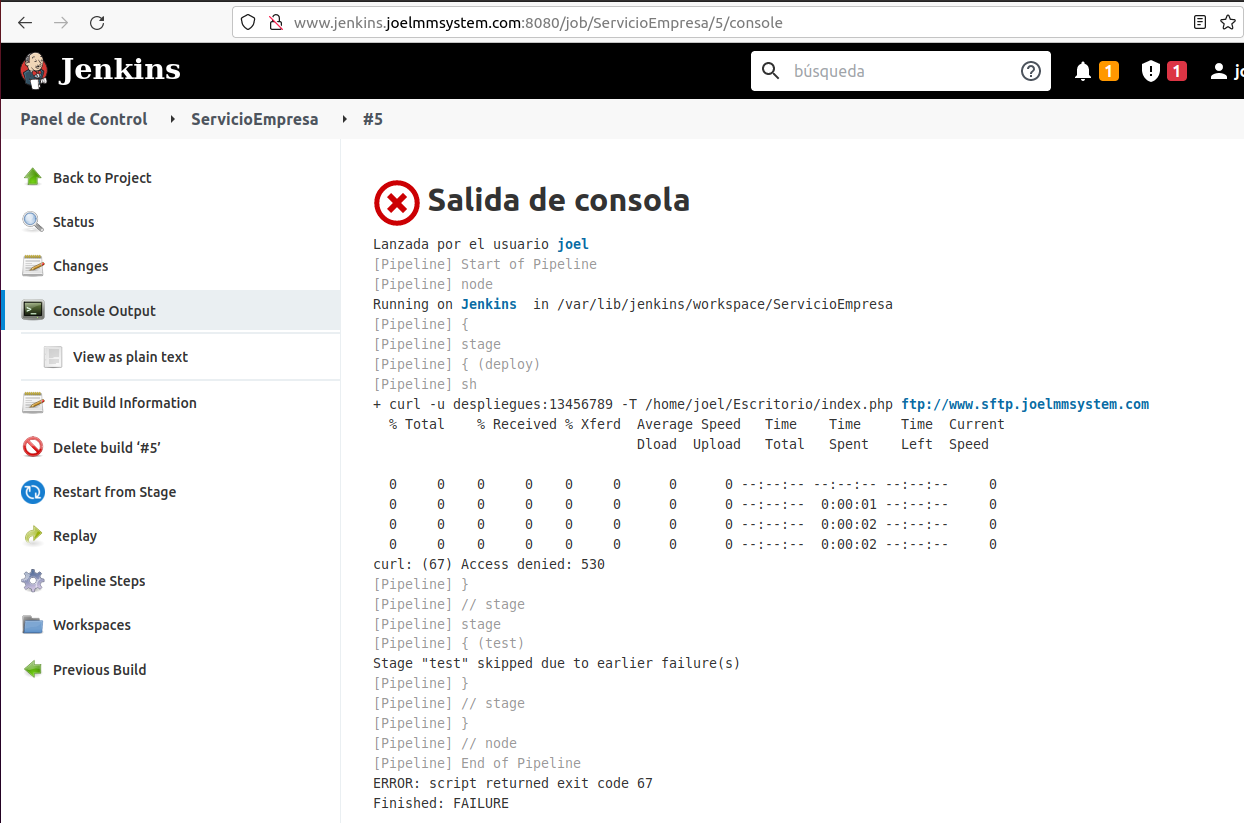 www.jenkins.joelmmsystem.com:8080/job/ServicioEmpresa/5/console
Jenkins
búsqueda
1
1
jo
Panel de Control
ServicioEmpresa
#5
Back to Project
Status
Changes
Console Output
View as plain text
Edit Build Information
Delete build ‘#5’
Restart from Stage
Replay
Pipeline Steps
Workspaces
Previous Build
Salida de consola
Lanzada por el usuario joel
[Pipeline] Start of Pipeline
[Pipeline] node
Running on Jenkins in /var/lib/jenkins/workspace/ServicioEmpresa
[Pipeline] {
[Pipeline] stage
[Pipeline] { (deploy)
[Pipeline] sh
+ curl -u despliegues:13456789 -T /home/joel/Escritorio/index.php ftp://www.sftp.joelmmsystem.com
% Total % Received % Xferd Average Speed Time Time Time Current
Dload Upload Total Spent Left Speed
0 0 0 0 0 0 0 0 --:--:-- --:--:-- --:--:-- 0
0 0 0 0 0 0 0 0 --:--:-- 0:00:01 --:--:-- 0
0 0 0 0 0 0 0 0 --:--:-- 0:00:02 --:--:-- 0
0 0 0 0 0 0 0 0 --:--:-- 0:00:02 --:--:-- 0
curl: (67) Access denied: 530
[Pipeline] }
[Pipeline] // stage
[Pipeline] stage
[Pipeline] { (test)
Stage "test" skipped due to earlier failure(s)
[Pipeline] }
[Pipeline] // stage
[Pipeline] }
[Pipeline] // node
[Pipeline] End of Pipeline
ERROR: script returned exit code 67
Finished: FAILURE